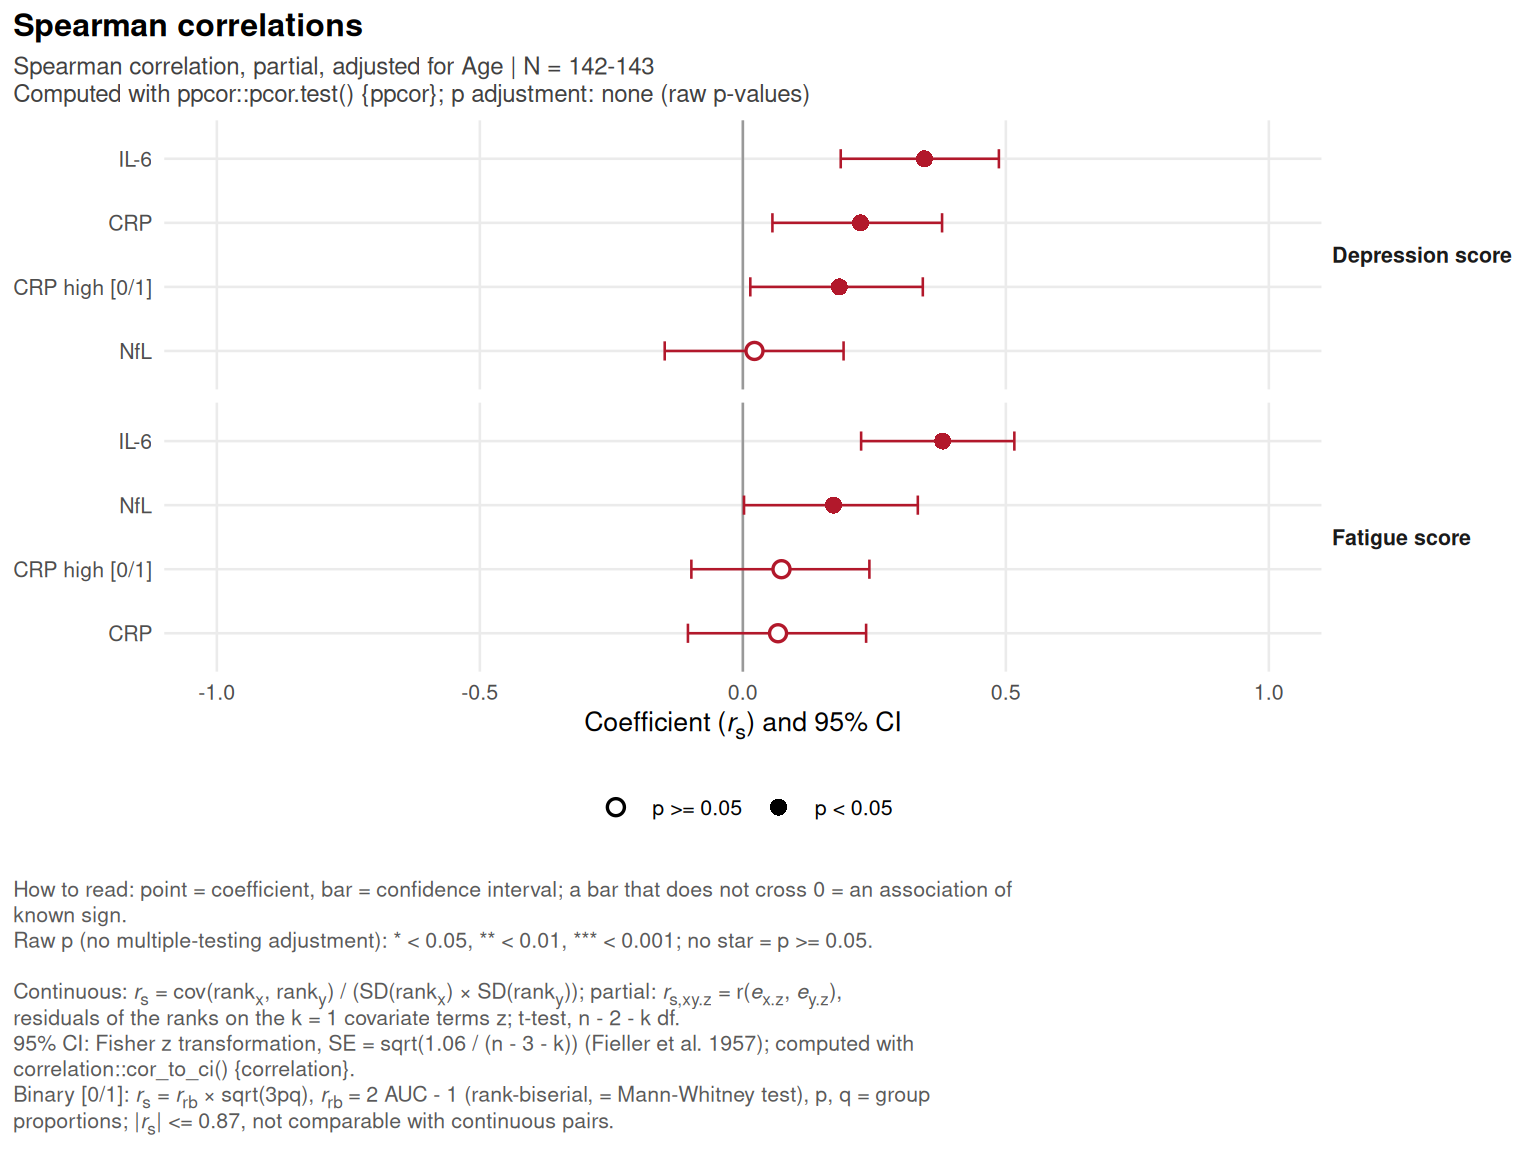 Spearman correlations
Spearman correlation, partial, adjusted for Age | N = 142-143
Computed with ppcor::pcor.test() {ppcor}; p adjustment: none (raw p-values)
IL-6
CRP
CRP high [0/1]
NfL
Depression score
IL-6
NfL
CRP high [0/1]
CRP
Fatigue score
-1.0 -0.5 0.0 0.5 1.0
Coefficient (rs) and 95% CI
p >= 0.05 p < 0.05
How to read: point = coefficient, bar = confidence interval; a bar that does not cross 0 = an association of
known sign.
Raw p (no multiple-testing adjustment): * < 0.05, ** < 0.01, *** < 0.001; no star = p >= 0.05.
Continuous: rs = cov(rankx, ranky) / (SD(rankx) × SD(ranky)); partial: rs,xy.z = r(ex.z, ey.z),
residuals of the ranks on the k = 1 covariate terms z; t-test, n - 2 - k df.
95% CI: Fisher z transformation, SE = sqrt(1.06 / (n - 3 - k)) (Fieller et al. 1957); computed with
correlation::cor_to_ci() {correlation}.
Binary [0/1]: rs = rrb × sqrt(3pq), rrb = 2 AUC - 1 (rank-biserial, = Mann-Whitney test), p, q = group
proportions; |rs| <= 0.87, not comparable with continuous pairs.